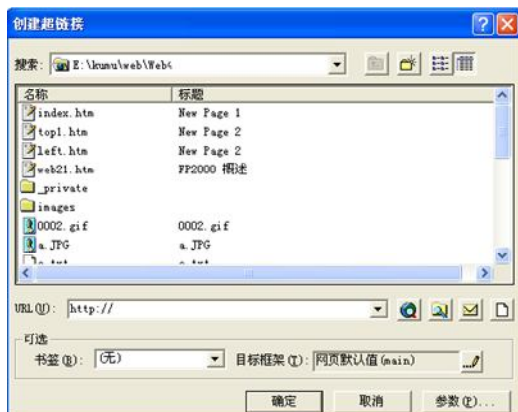 创建超链接
搜索: E:\kunu\web\Web4
名称 标题
index.htm New Page 1
top1.htm New Page 2
left.htm New Page 2
web21.htm FP2000 概述
_private
images
0002.gif 0002.gif
a.JPG a.JPG
URL(U): http://
可选
书签(B): (无) 目标框架(T): 网页默认值(main)
确定 取消 参数(P)...